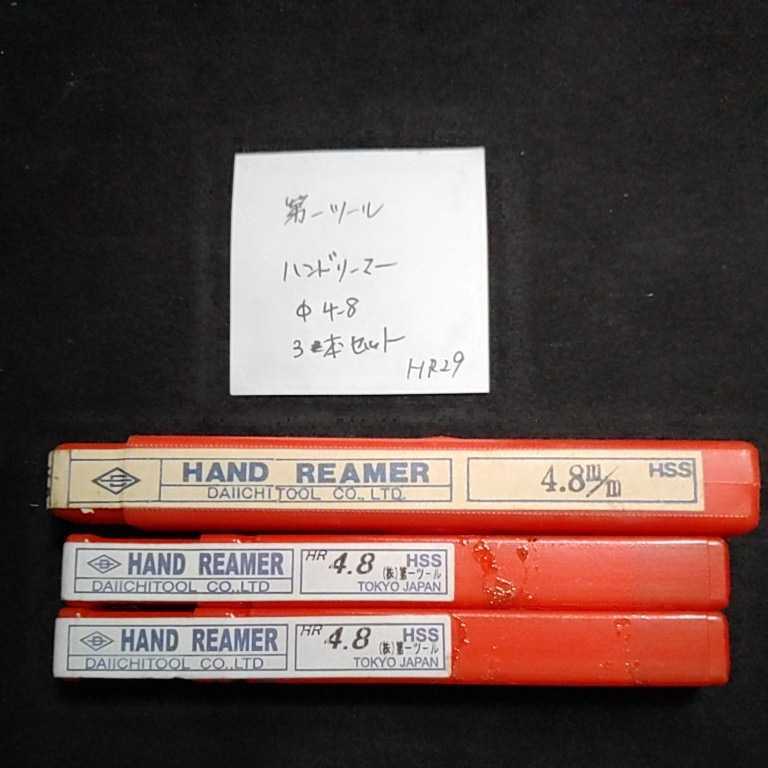 第一ツール
ハンドリーマー
Φ4.8
3本セット
HR29
HAND REAMER
DAIICHI TOOL CO., LTD.
4.8m/m
HSS
HAND REAMER
DAIICHITOOL CO.,LTD
HR 4.8 HSS
(株)第一ツール
TOKYO JAPAN
HAND REAMER
DAIICHITOOL CO.,LTD
HR 4.8 HSS
(株)第一ツール
TOKYO JAPAN